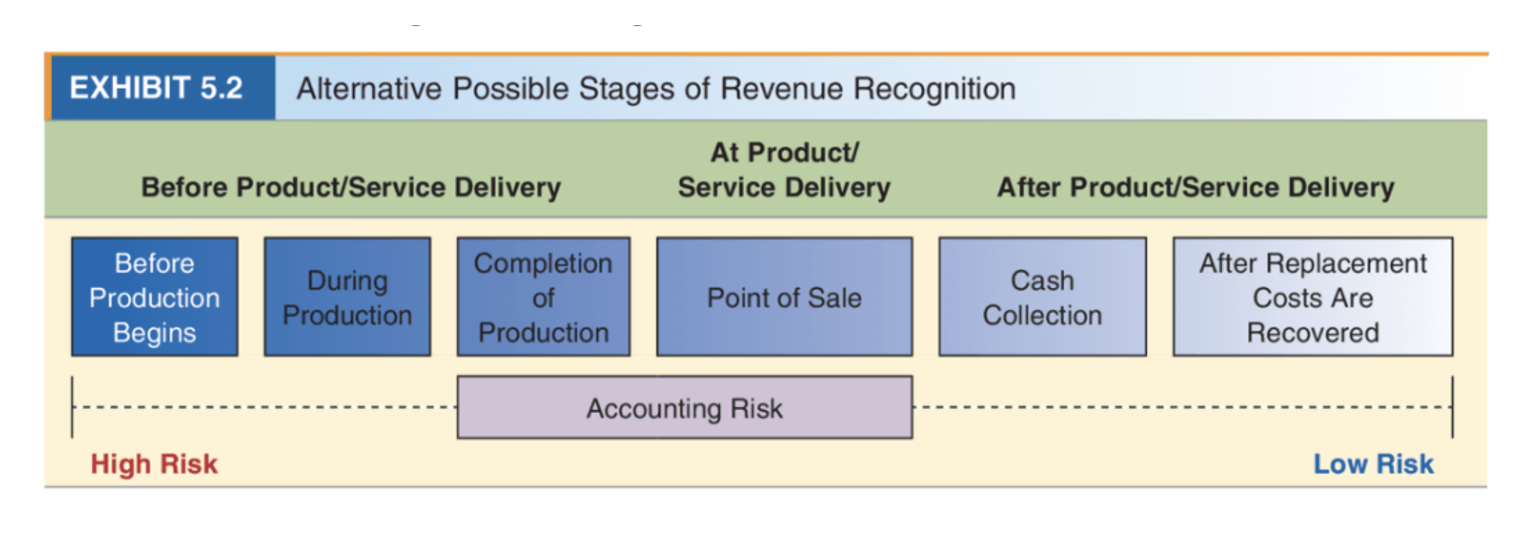 EXHIBIT 5.2 Alternative Possible Stages of Revenue Recognition
Before Product/Service Delivery
At Product/
Service Delivery
After Product/Service Delivery
Before
Production
Begins
During
Production
Completion
of
Production
Point of Sale
Cash
Collection
After Replacement
Costs Are
Recovered
Accounting Risk
High Risk
Low Risk